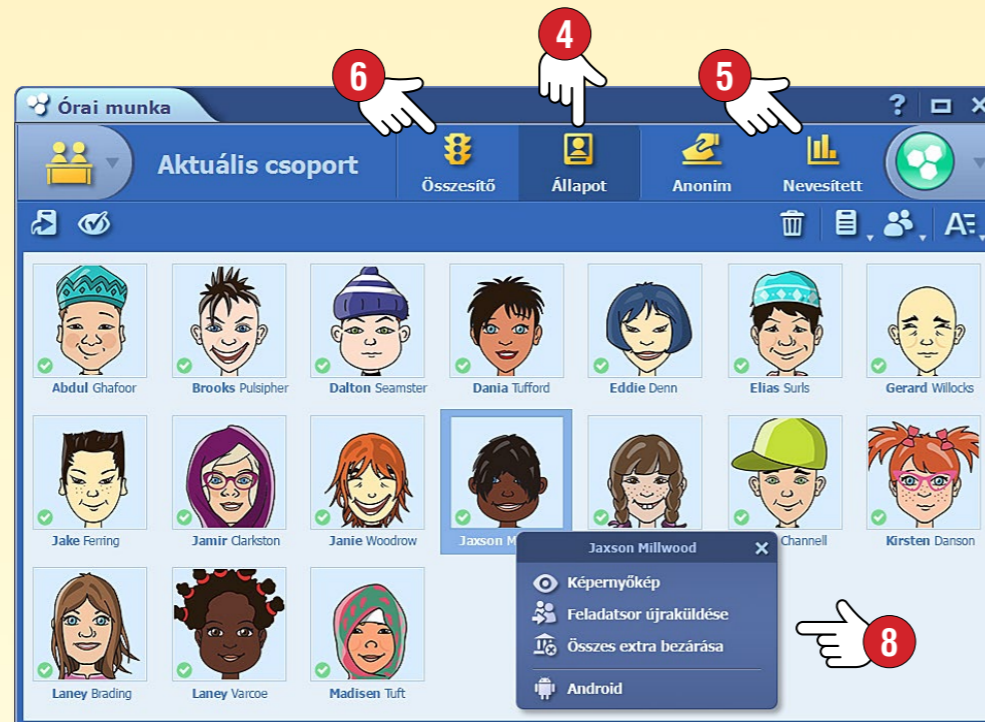 4
6
5
Órai munka
?
Aktuális csoport
Összesítő
Állapot
Anonim
Nevesített
A
Abdul Ghafoor
Brooks Pulsipher
Dalton Seamster
Dania Tufford
Eddie Denn
Elias Surls
Gerard Willocks
Jake Ferring
Jamir Clarkston
Janie Woodrow
Jaxson M
Channell
Kirsten Danson
Jaxson Millwood
Képernyőkép
Feladatsor újraküldése
Összes extra bezárása
Android
8
Laney Brading
Laney Varcoe
Madisen Tuft